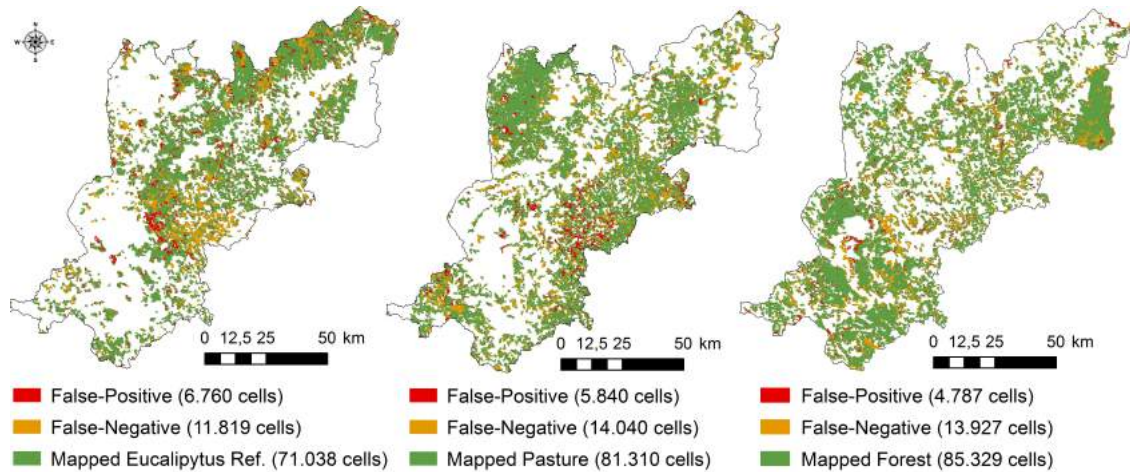 N
W E
S
0 12,5 25 50 km
0 12,5 25 50 km
0 12,5 25 50 km
False-Positive (6.760 cells)
False-Negative (11.819 cells)
Mapped Eucalipytus Ref. (71.038 cells)
False-Positive (5.840 cells)
False-Negative (14.040 cells)
Mapped Pasture (81.310 cells)
False-Positive (4.787 cells)
False-Negative (13.927 cells)
Mapped Forest (85.329 cells)